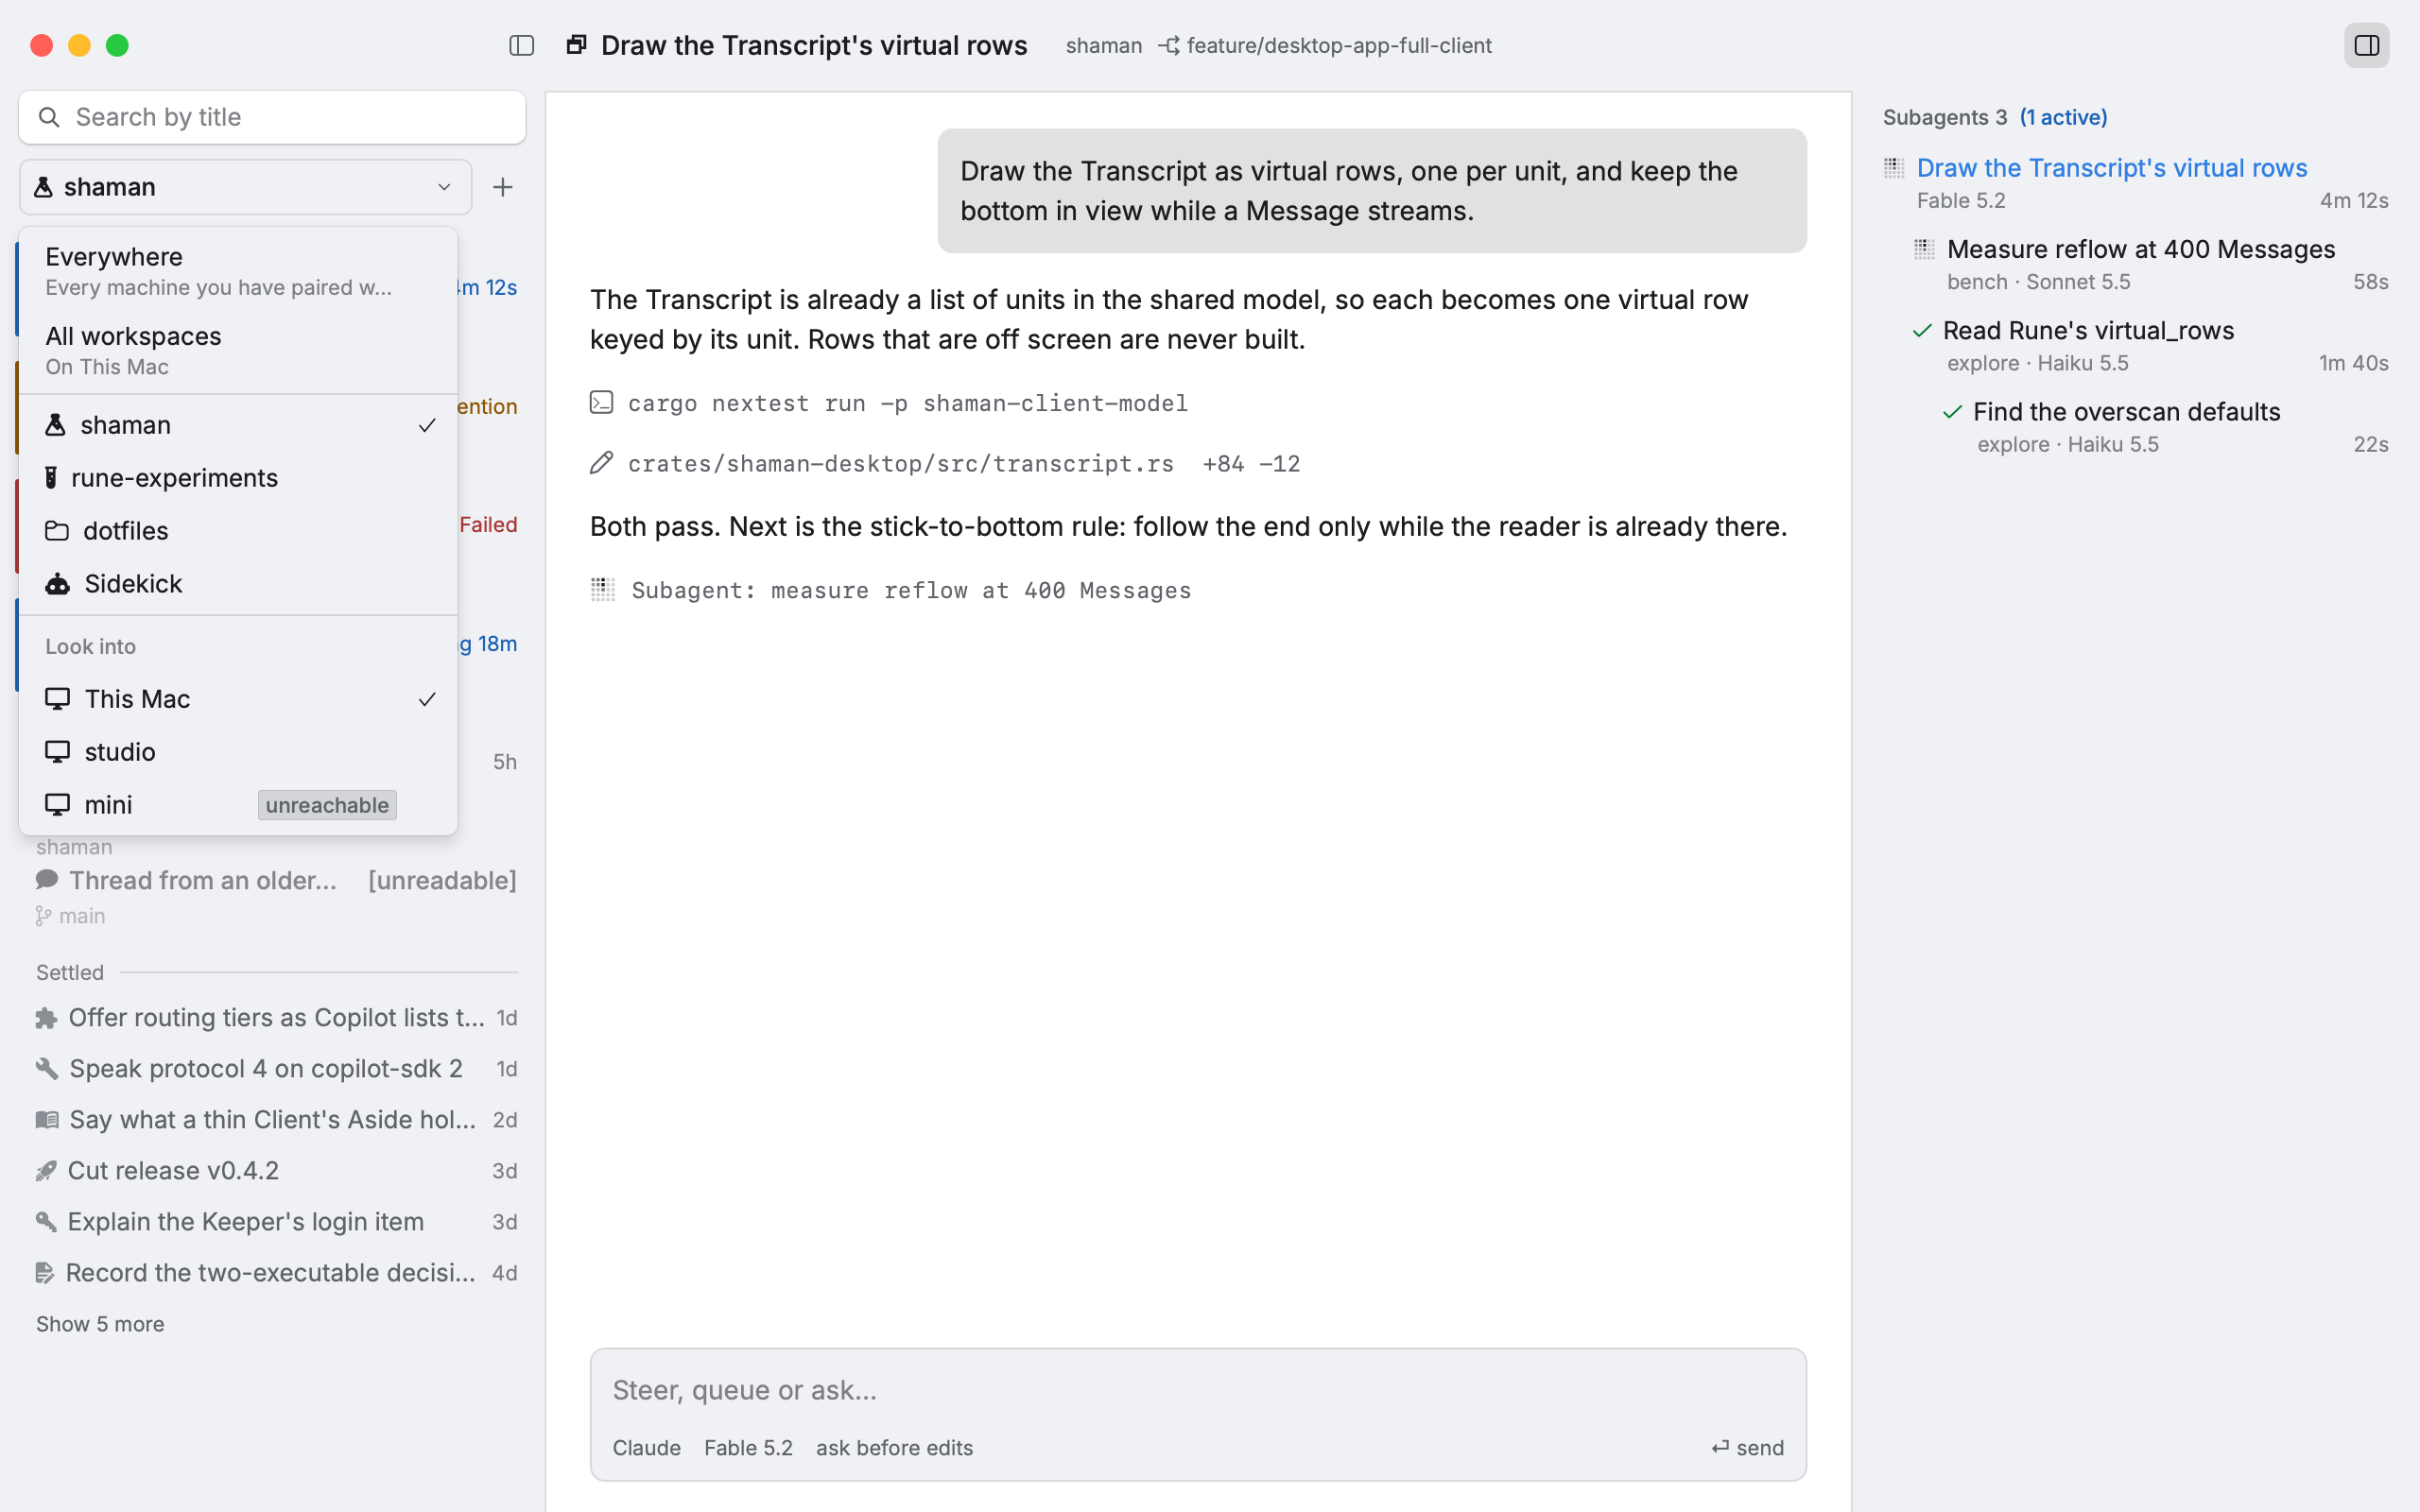 Draw the Transcript's virtual rows
shaman
feature/desktop-app-full-client
Search by title
shaman
Everywhere
Every machine you have paired w...
All workspaces
On This Mac
shaman
rune-experiments
dotfiles
Sidekick
Look into
This Mac
studio
mini
unreachable
4m 12s
ention
Failed
g 18m
5h
shaman
Thread from an older... [unreadable]
main
Settled
Offer routing tiers as Copilot lists t... 1d
Speak protocol 4 on copilot-sdk 2 1d
Say what a thin Client's Aside hol... 2d
Cut release v0.4.2 3d
Explain the Keeper's login item 3d
Record the two-executable decisi... 4d
Show 5 more
Draw the Transcript as virtual rows, one per unit, and keep the
bottom in view while a Message streams.
The Transcript is already a list of units in the shared model, so each becomes one virtual row
keyed by its unit. Rows that are off screen are never built.
cargo nextest run -p shaman-client-model
crates/shaman-desktop/src/transcript.rs +84 −12
Both pass. Next is the stick-to-bottom rule: follow the end only while the reader is already there.
Subagent: measure reflow at 400 Messages
Steer, queue or ask...
Claude Fable 5.2 ask before edits
send
Subagents 3 (1 active)
Draw the Transcript's virtual rows
Fable 5.2 4m 12s
Measure reflow at 400 Messages
bench · Sonnet 5.5 58s
Read Rune's virtual_rows
explore · Haiku 5.5 1m 40s
Find the overscan defaults
explore · Haiku 5.5 22s